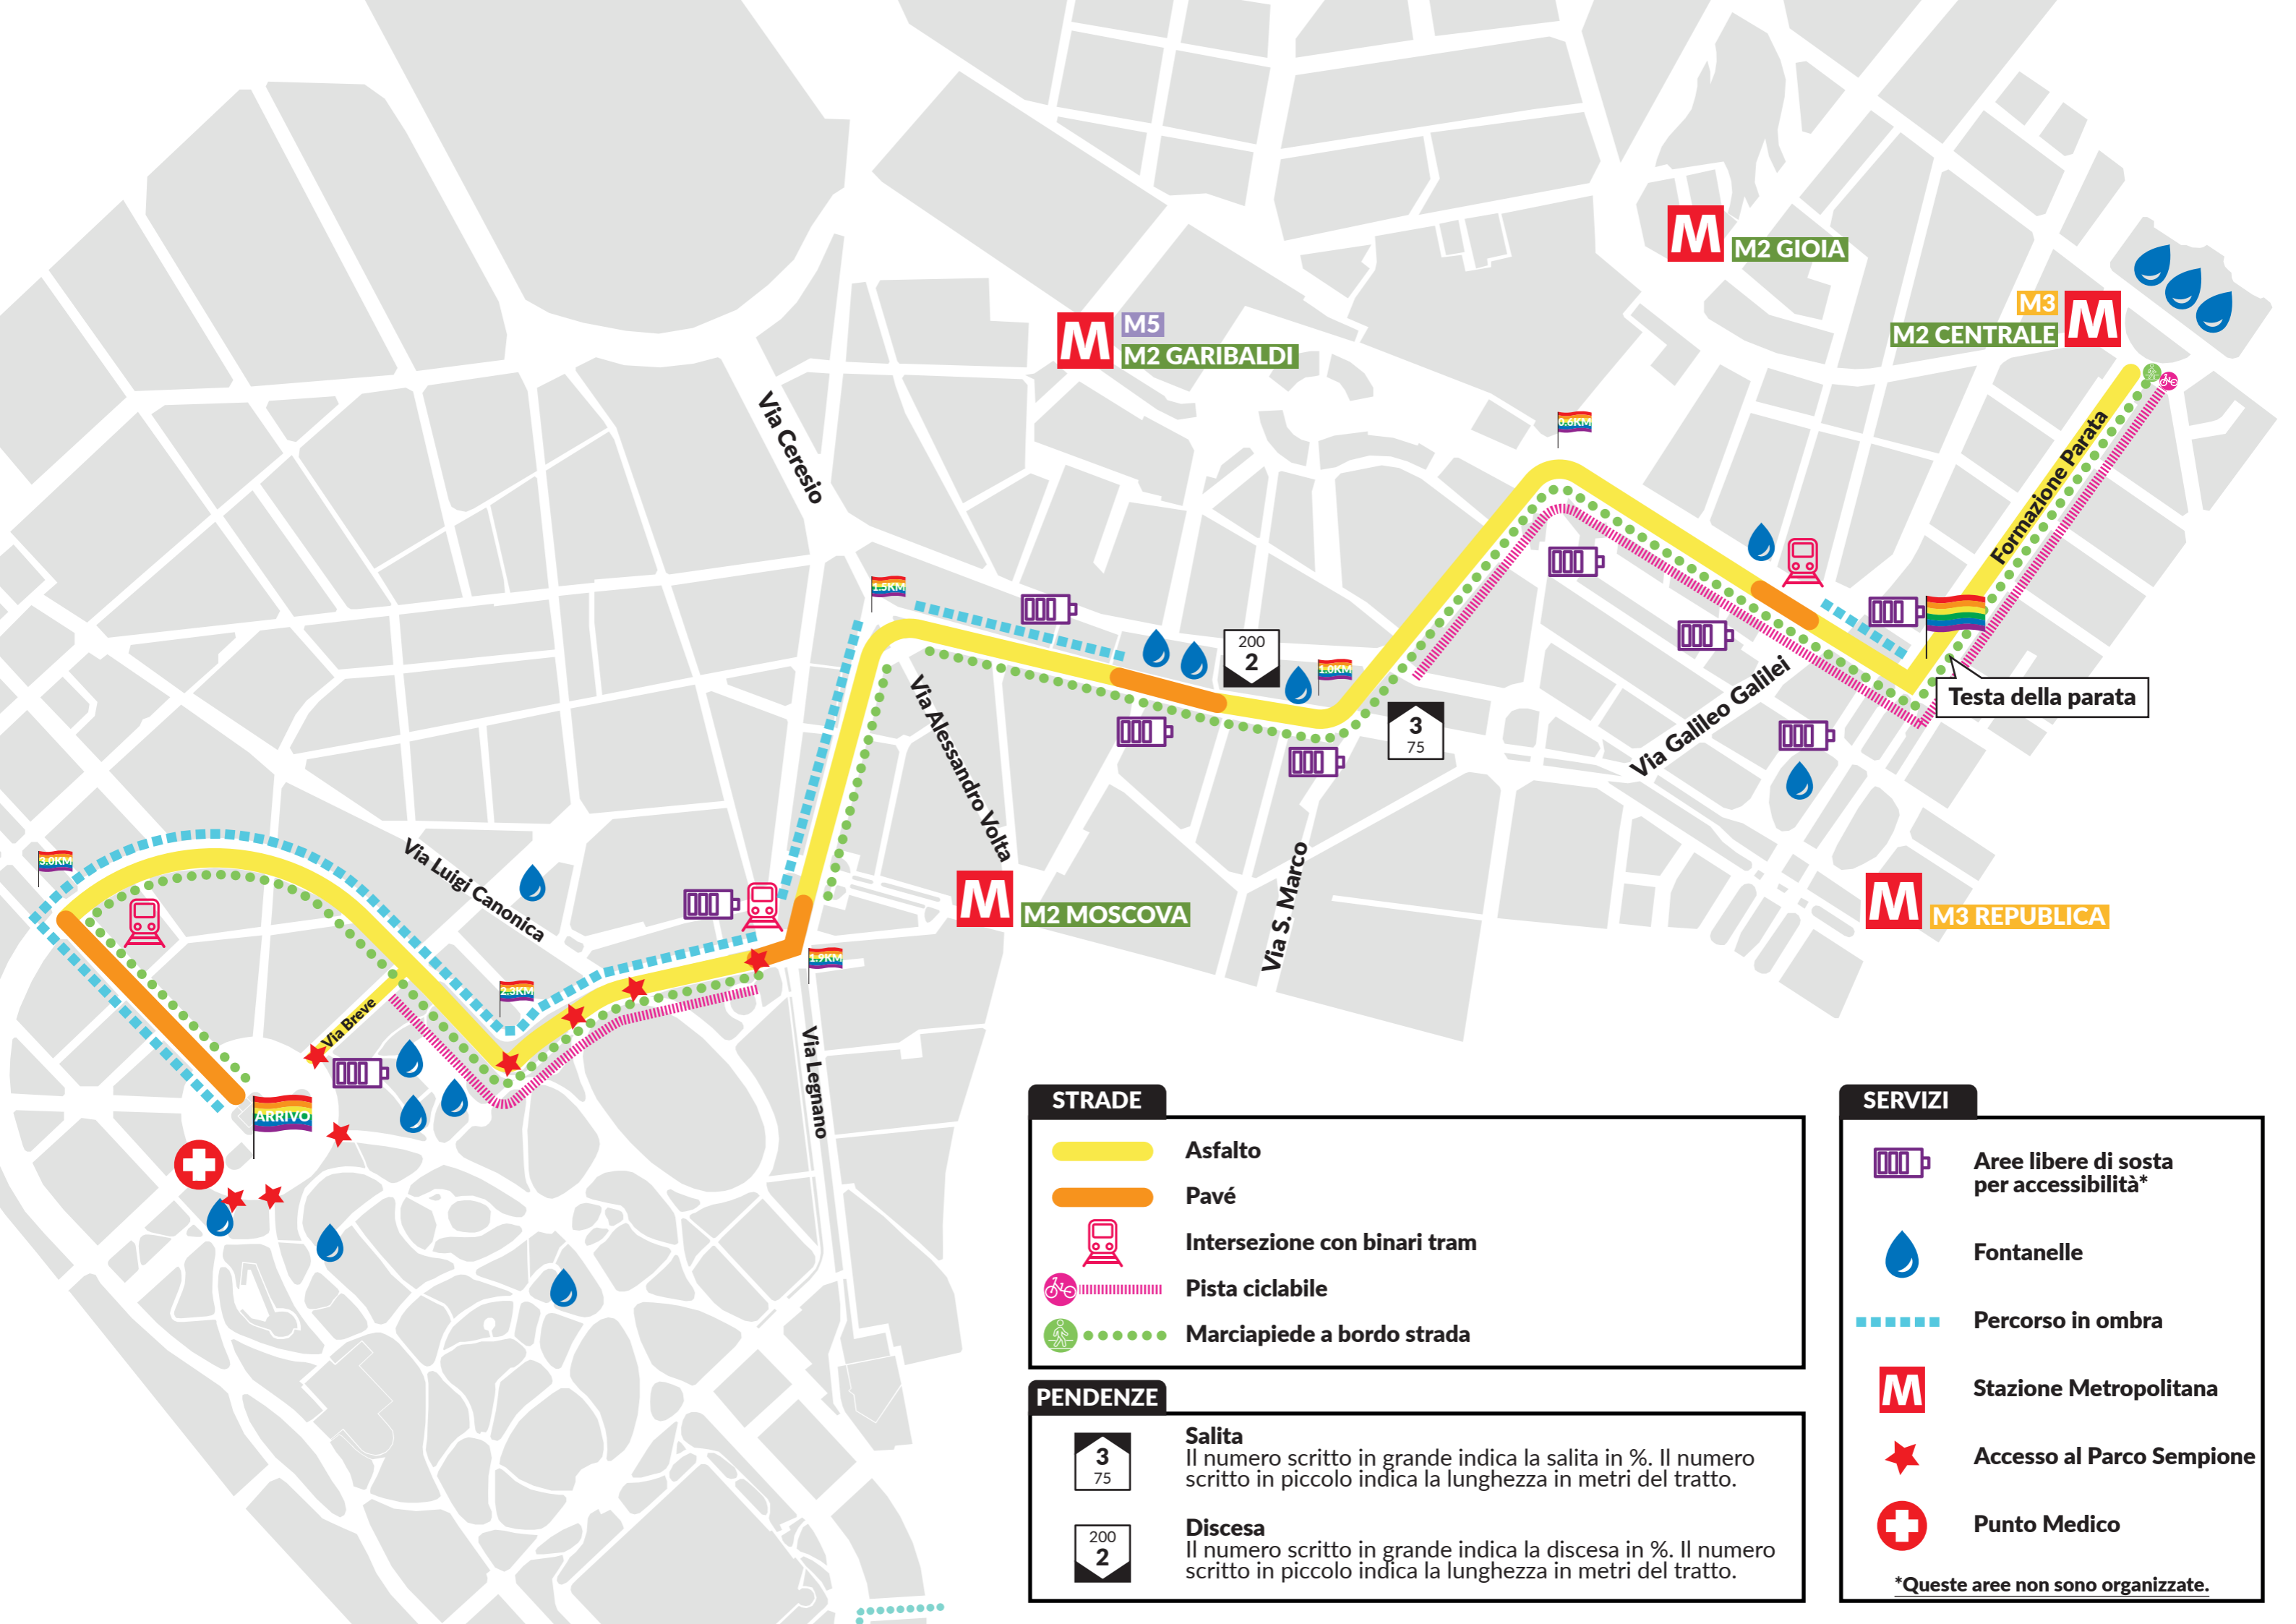 M
M2 GIOIA
M3
M2 CENTRALE
M
M
M5
M2 GARIBALDI
Via Ceresio
0.6KM
Formazione Parata
1.5KM
200
2
1.0KM
Testa della parata
3
75
Via Galileo Galilei
Via Alessandro Volta
Via S. Marco
3.0KM
Via Luigi Canonica
M
M2 MOSCOVA
M
M3 REPUBLICA
1.9KM
2.3KM
Via Breve
Via Legnano
ARRIVO
STRADE
Asfalto
Pavé
Intersezione con binari tram
Pista ciclabile
Marciapiede a bordo strada
PENDENZE
3
75
Salita
Il numero scritto in grande indica la salita in %. Il numero
scritto in piccolo indica la lunghezza in metri del tratto.
200
2
Discesa
Il numero scritto in grande indica la discesa in %. Il numero
scritto in piccolo indica la lunghezza in metri del tratto.
SERVIZI
Aree libere di sosta
per accessibilità*
Fontanelle
Percorso in ombra
M
Stazione Metropolitana
Accesso al Parco Sempione
Punto Medico
*Queste aree non sono organizzate.